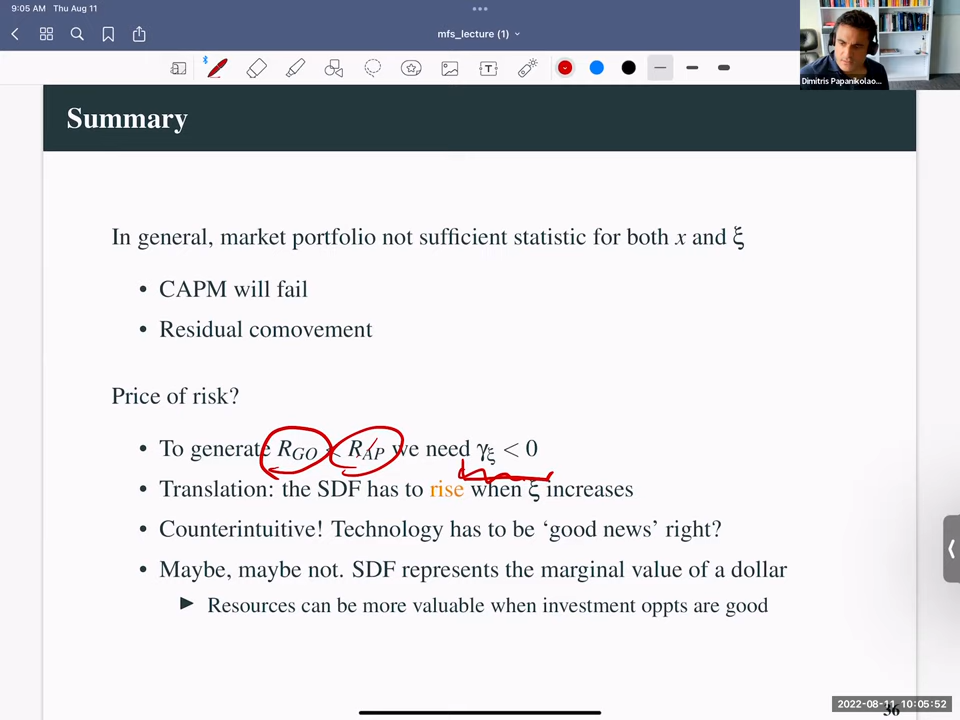 9:05 AM Thu Aug 11
mfs_lecture (1)
Dimitris Papanikolao...
Summary
In general, market portfolio not sufficient statistic for both x and ξ
• CAPM will fail
• Residual comovement
Price of risk?
• To generate R_GO < R_AP we need γ_ξ < 0
• Translation: the SDF has to rise when ξ increases
• Counterintuitive! Technology has to be ‘good news’ right?
• Maybe, maybe not. SDF represents the marginal value of a dollar
▶ Resources can be more valuable when investment oppts are good
2022-08-11 10:05:52
36